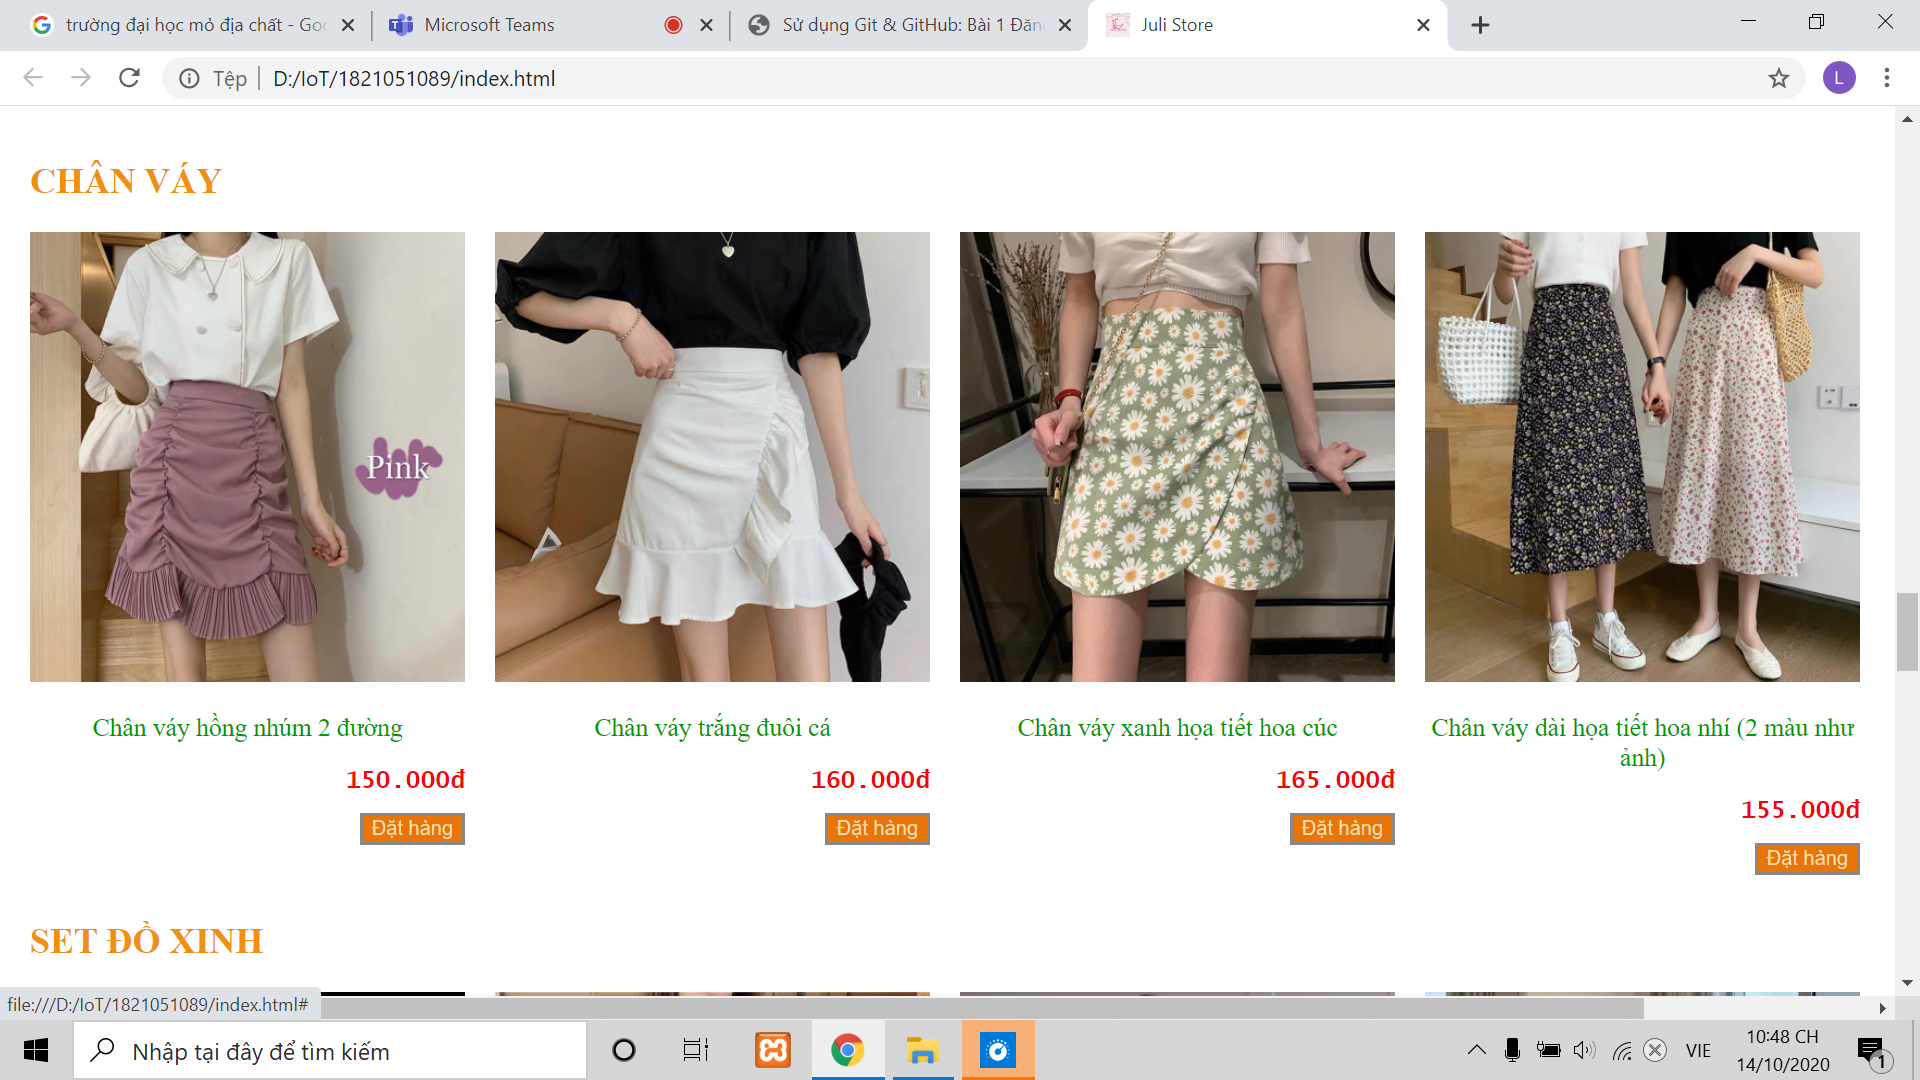 trường đại học mỏ địa chất - Goo
Microsoft Teams
Sử dụng Git & GitHub: Bài 1 Đăng
Juli Store
Tệp
D:/IoT/1821051089/index.html
L
CHÂN VÁY
Pink
Chân váy hồng nhúm 2 đường
Chân váy trắng đuôi cá
Chân váy xanh họa tiết hoa cúc
Chân váy dài họa tiết hoa nhí (2 màu như
ảnh)
150.000đ
160.000đ
165.000đ
155.000đ
Đặt hàng
Đặt hàng
Đặt hàng
Đặt hàng
SET ĐỒ XINH
file:///D:/IoT/1821051089/index.html#
Nhập tại đây để tìm kiếm
VIE
10:48 CH
14/10/2020
1